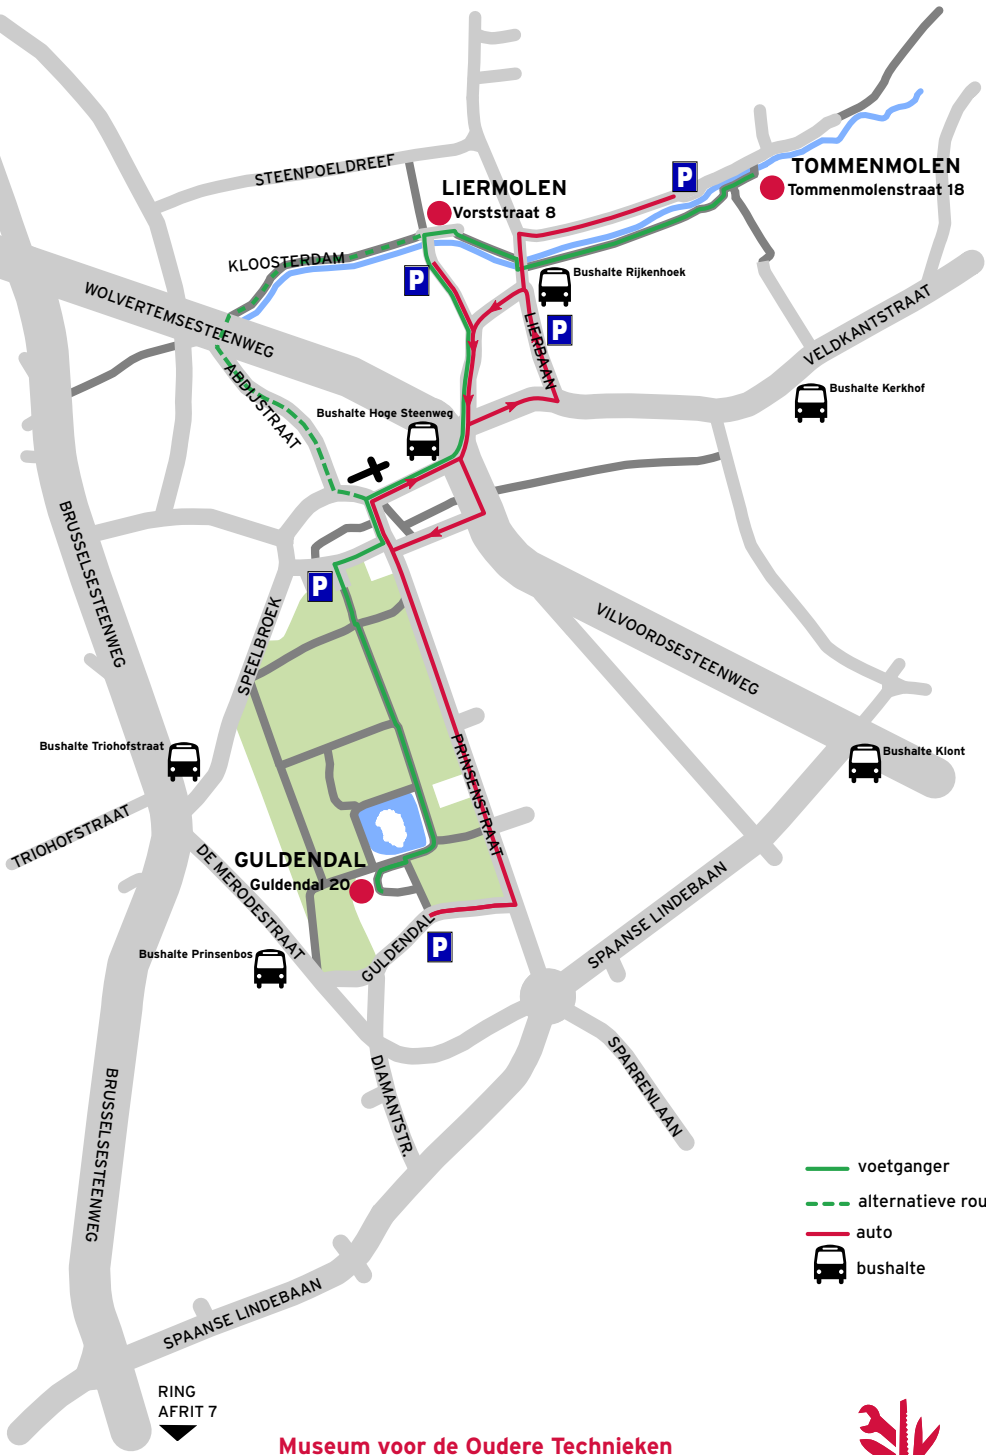 STEENPOELDREEF
P
TOMMENMOLEN
Tommenmolenstraat 18
LIERMOLEN
Vorststraat 8
KLOOSTERDAM
P
Bushalte Rijkenhoek
WOLVERTEMSESTEENWEG
LIERBAAN
P
VELDKANTSTRAAT
ABDIJSTRAAT
Bushalte Kerkhof
Bushalte Hoge Steenweg
BRUSSELSESTEENWEG
P
SPEELBROEK
VILVOORDSESTEENWEG
Bushalte Triohofstraat
PRINSENSTRAAT
Bushalte Klont
TRIOHOFSTRAAT
DE MERODESTRAAT
GULDENDAL
Guldendal 20
SPAANSE LINDEBAAN
GULDENDAL
P
Bushalte Prinsenbos
DIAMANTSTR.
SPARRENLAAN
BRUSSELSESTEENWEG
voetganger
alternatieve rou
auto
bushalte
SPAANSE LINDEBAAN
RING
AFRIT 7
Museum voor de Oudere Technieken